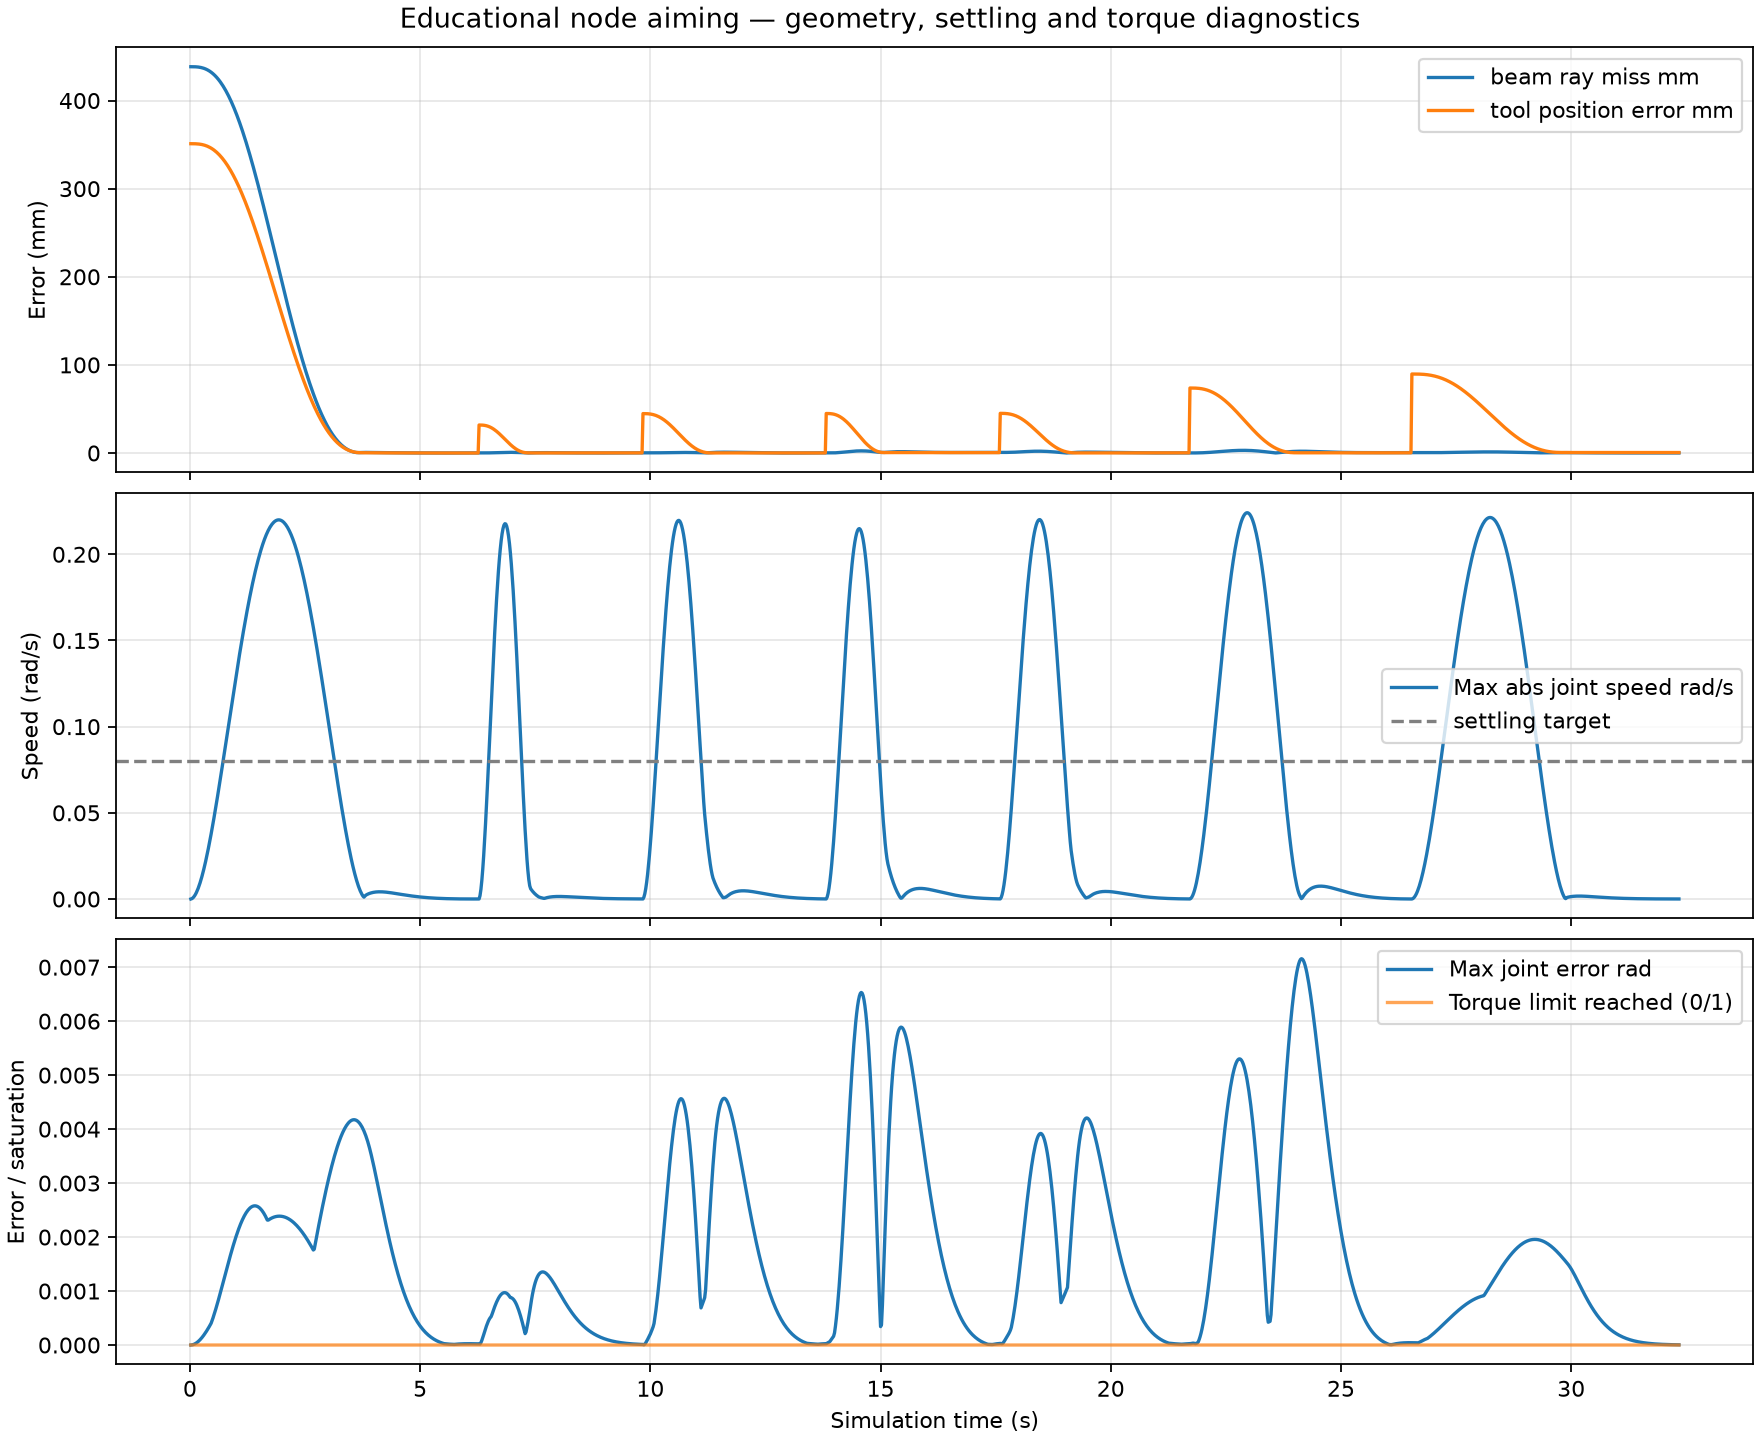 Educational node aiming — geometry, settling and torque diagnostics
beam ray miss mm
tool position error mm
Error (mm)
400
300
200
100
0
Max abs joint speed rad/s
settling target
Speed (rad/s)
0.20
0.15
0.10
0.05
0.00
Max joint error rad
Torque limit reached (0/1)
Error / saturation
0.007
0.006
0.005
0.004
0.003
0.002
0.001
0.000
0 5 10 15 20 25 30
Simulation time (s)